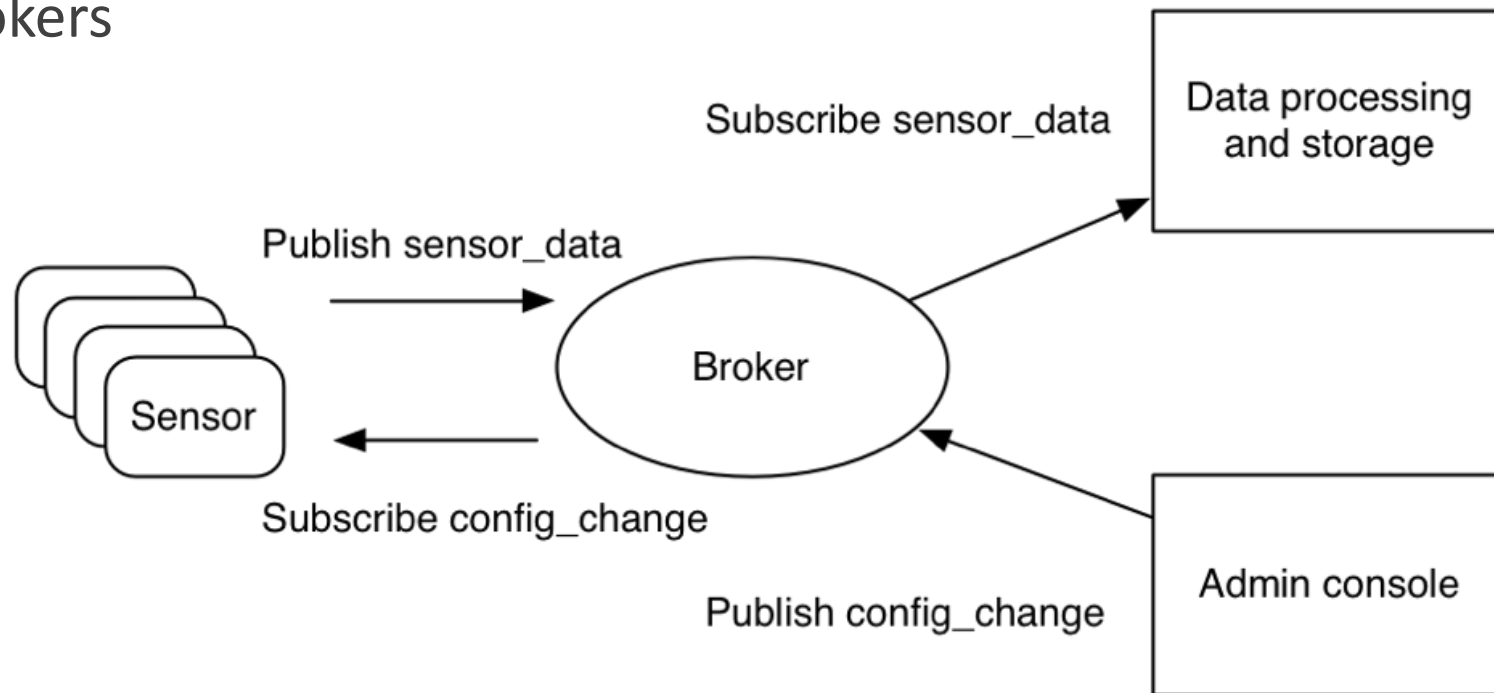 okers
Subscribe sensor_data
Data processing
and storage
Publish sensor_data
Broker
Sensor
Subscribe config_change
Publish config_change
Admin console